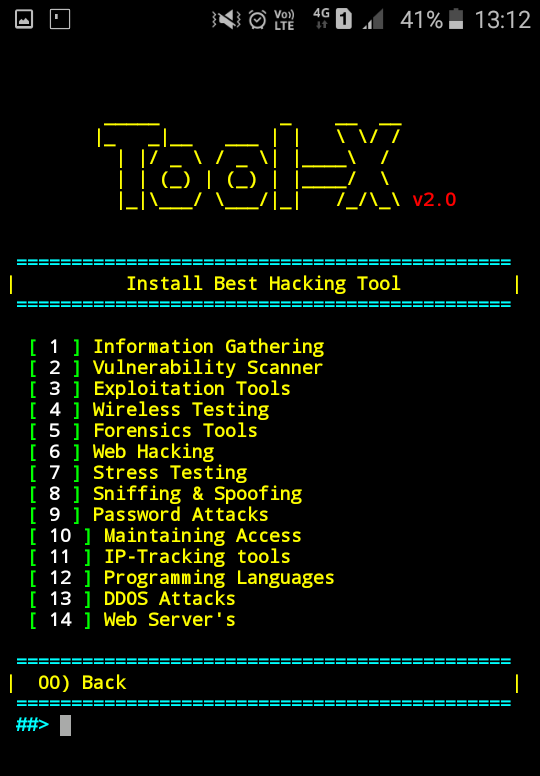 Vo)) LTE 4G 1 41% 13:12
Tool-X v2.0
Install Best Hacking Tool
[ 1 ] Information Gathering
[ 2 ] Vulnerability Scanner
[ 3 ] Exploitation Tools
[ 4 ] Wireless Testing
[ 5 ] Forensics Tools
[ 6 ] Web Hacking
[ 7 ] Stress Testing
[ 8 ] Sniffing & Spoofing
[ 9 ] Password Attacks
[ 10 ] Maintaining Access
[ 11 ] IP-Tracking tools
[ 12 ] Programming Languages
[ 13 ] DDOS Attacks
[ 14 ] Web Server's
00) Back
##>